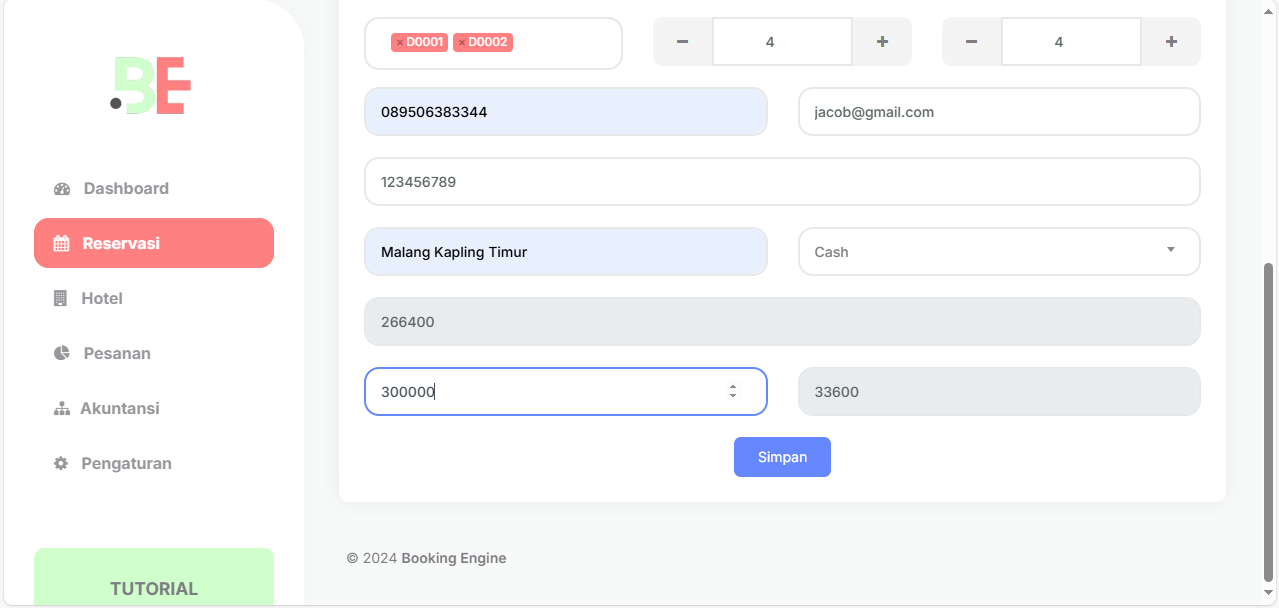 .BE
Dashboard
Reservasi
Hotel
Pesanan
Akuntansi
Pengaturan
TUTORIAL
× D0001 × D0002
− 4 +
− 4 +
089506383344
jacob@gmail.com
123456789
Malang Kapling Timur
Cash
266400
300000
33600
Simpan
© 2024 Booking Engine